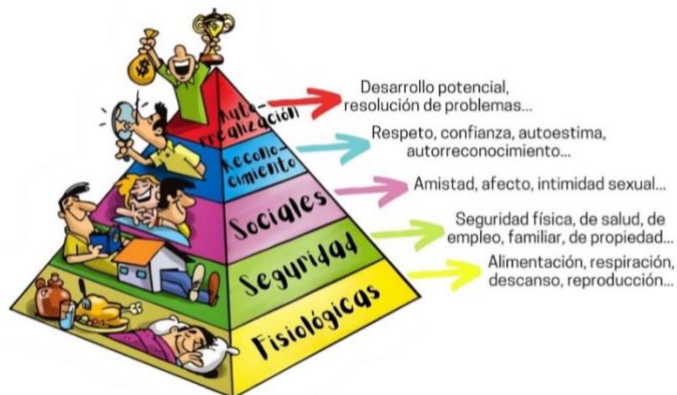 Auto-
rrealización
Desarrollo potencial,
resolución de problemas...
Recono-
cimiento
Respeto, confianza, autoestima,
autorreconocimiento...
Sociales
Amistad, afecto, intimidad sexual...
Seguridad
Seguridad física, de salud, de
empleo, familiar, de propiedad...
Fisiológicas
Alimentación, respiración,
descanso, reproducción...
$